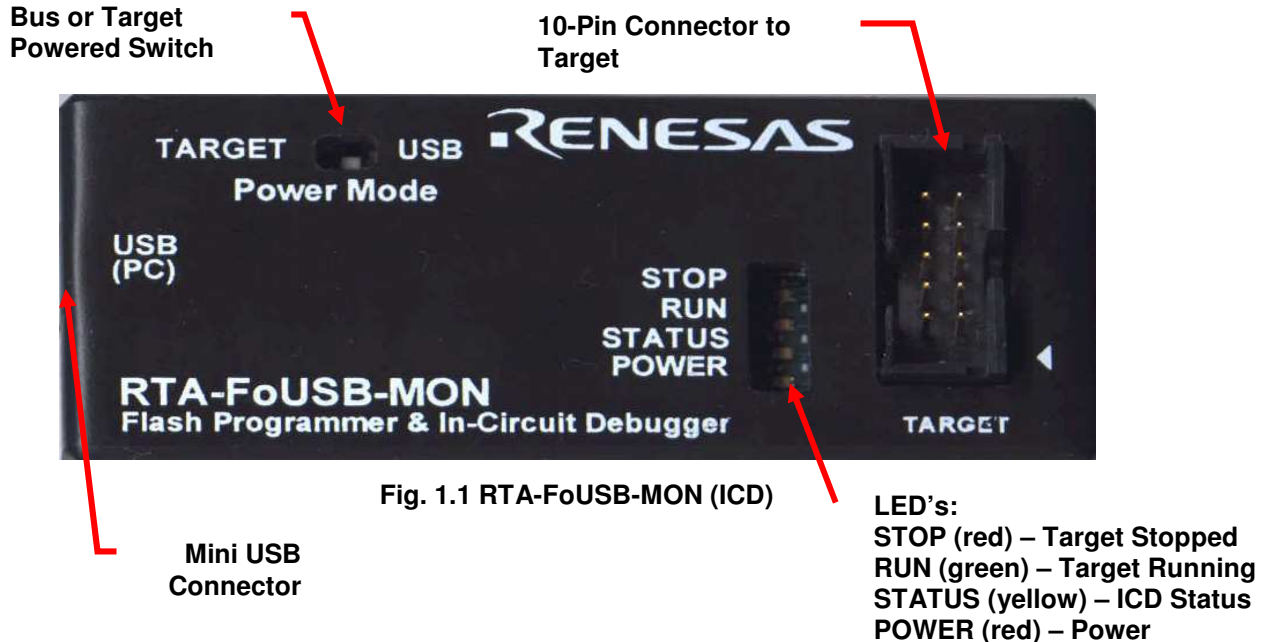 Bus or Target
Powered Switch
10-Pin Connector to
Target
RENESAS
TARGET
USB
Power Mode
USB
(PC)
STOP
RUN
STATUS
POWER
RTA-FoUSB-MON
Flash Programmer & In-Circuit Debugger
TARGET
Fig. 1.1 RTA-FoUSB-MON (ICD)
Mini USB
Connector
LED’s:
STOP (red) – Target Stopped
RUN (green) – Target Running
STATUS (yellow) – ICD Status
POWER (red) – Power